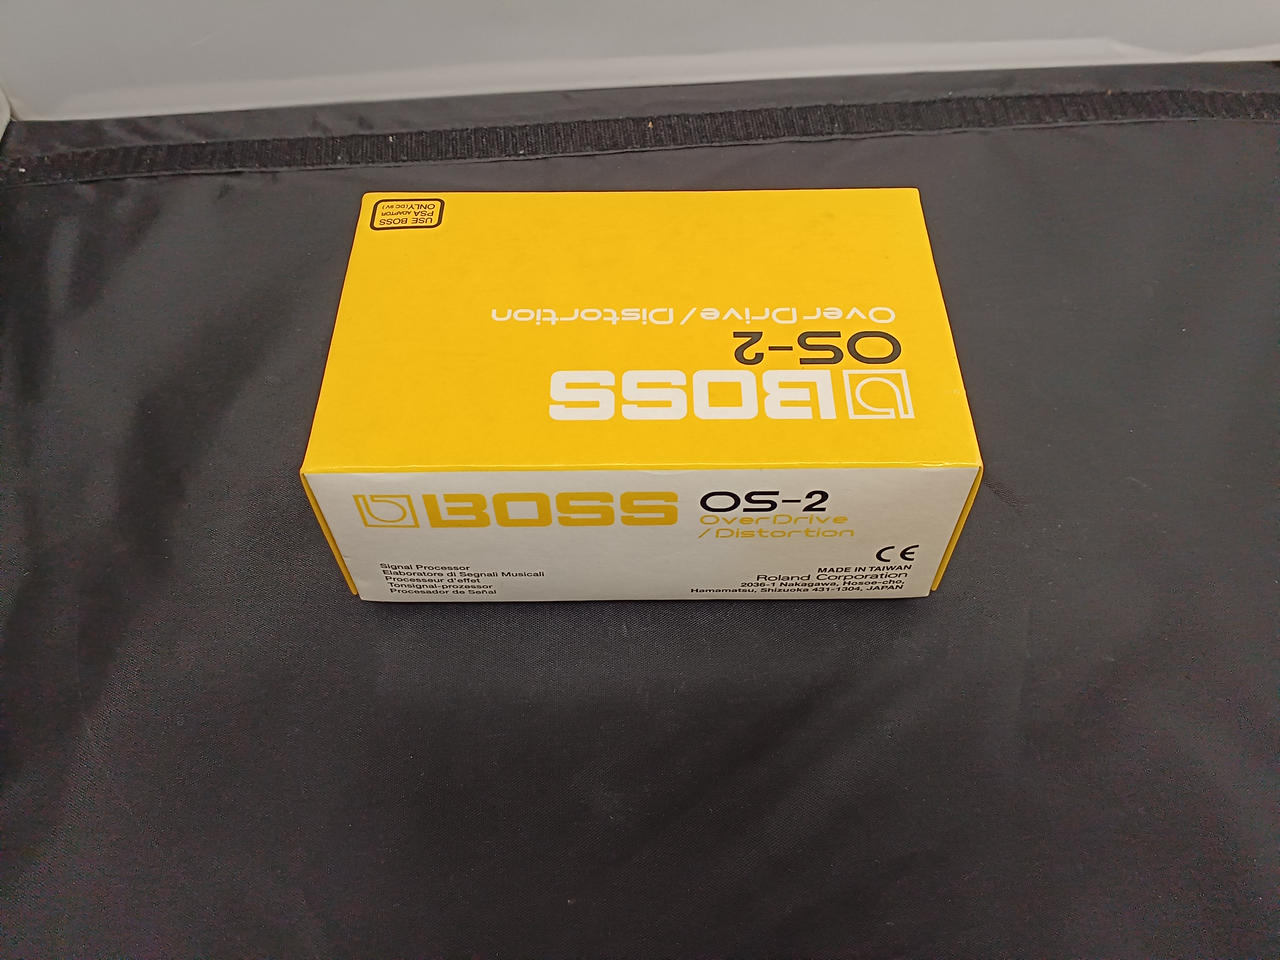 USE BOSS
PSA ADAPTOR
ONLY (DC 9V)
BOSS
OS-2
OverDrive/Distortion
BOSS
OS-2
OverDrive
/Distortion
Signal Processor
Elaboratore di Segnali Musicali
Processeur d'effet
Tonsignal-prozessor
Procesador de Señal
CE
MADE IN TAIWAN
Roland Corporation
2036-1 Nakagawa, Hosoe-cho,
Hamamatsu, Shizuoka 431-1304, JAPAN